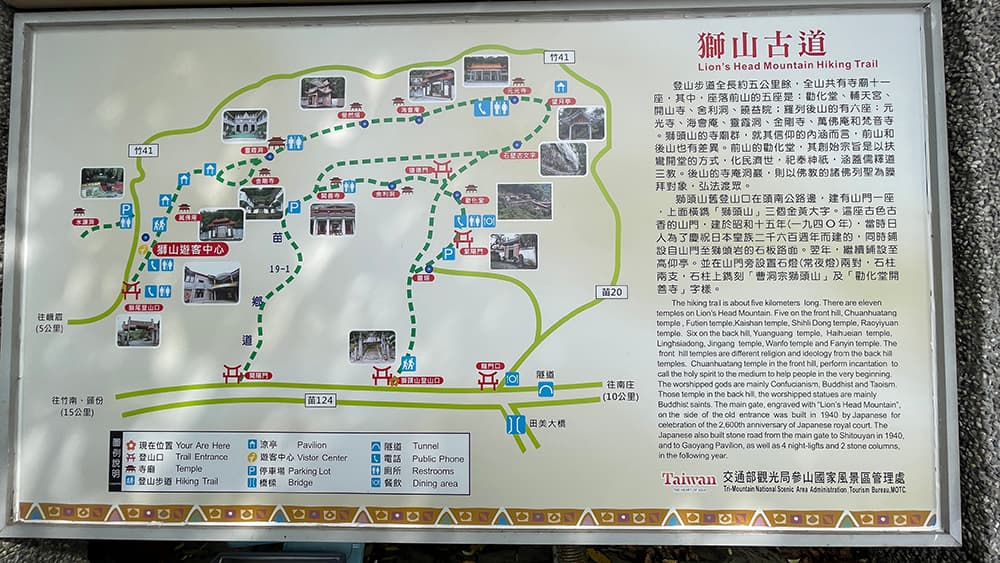 獅山古道
Lion's Head Mountain Hiking Trail
登山步道全長約五公里餘,全山共有寺廟十一
座,其中,座落前山的五座是:勸化堂、輔天宮、
開山寺、舍利洞、饒益院;羅列後山的有六座:元
光寺、海會庵、靈霞洞、金剛寺、萬佛庵和梵音寺
。獅頭山的寺廟群,就其信仰的內涵而言,前山和
後山也有差異。前山的勸化堂,其創始宗旨是以扶
鸞開堂的方式,化民濟世,祀奉神祇,涵蓋儒釋道
三教。後山的寺庵洞巖,則以佛教的諸佛列聖為膜
拜對象,弘法渡眾。
獅頭山舊登山口在頭南公路邊,建有山門一座
,上面橫鐫「獅頭山」三個金黃大字。這座古色古
香的山門,建於昭和十五年(一九四〇年),當時日
人為了慶祝日本皇族二千六百週年而建的,同時鋪
設自山門至獅岩的石板路面。翌年,繼續鋪設至
高仰亭。並在山門旁設置石燈(常夜燈)兩對,石柱
兩支,石柱上鐫刻「曹洞宗獅頭山」及「勸化堂開
善寺」字樣。
The hiking trail is about five kilometers long. There are eleven
temples on Lion's Head Mountain. Five on the front hill, Chuanhuatang
temple , Futien temple,Kaishan temple, Shihli Dong temple, Raoyiyuan
temple. Six on the back hill, Yuanguang temple, Haihueian temple,
Linghsiadong, Jingang temple, Wanfo temple and Fanyin temple. The
front hill temples are different religion and ideology from the back hill
temples. Chuanhuatang temple in the front hill, perform incantation to
call the holy spirit to the medium to help people in the very beginning.
The worshipped gods are mainly Confucianism, Buddhist and Taoism.
Those temple in the back hill, the worshipped statues are mainly
Buddhist saints. The main gate, engraved with "Lion's Head Mountain",
on the side of the old entrance was built in 1940 by Japanese for
celebration of the 2,600th anniversary of Japanese royal court. The
Japanese also built stone road from the main gate to Shitouyan in 1940,
and to Gaoyang Pavilion, as well as 4 night-lights and 2 stone columns,
in the following year.
Taiwan
THE HEART OF ASIA
交通部觀光局參山國家風景區管理處
Tri-Mountain National Scenic Area Administration,Tourism Bureau,MOTC.
竹41
竹41
元光寺
望月亭
海會庵
靈霞洞
石壁古文字
金剛寺
開善寺
舍利洞
勸化堂
水濂洞
萬佛庵
獅山遊客中心
苗
鄉
道
19-1
獅尾登山口
往峨眉
(5公里)
苗20
獅頭山登山口
龍門口
隧道
往南庄
(10公里)
往竹南、頭份
(15公里)
苗124
田美大橋
圖例說明
現在位置 Your Are Here
登山口 Trail Entrance
寺廟 Temple
登山步道 Hiking Trail
涼亭 Pavilion
遊客中心 Vistor Center
停車場 Parking Lot
橋樑 Bridge
隧道 Tunnel
電話 Public Phone
廁所 Restrooms
餐飲 Dining area